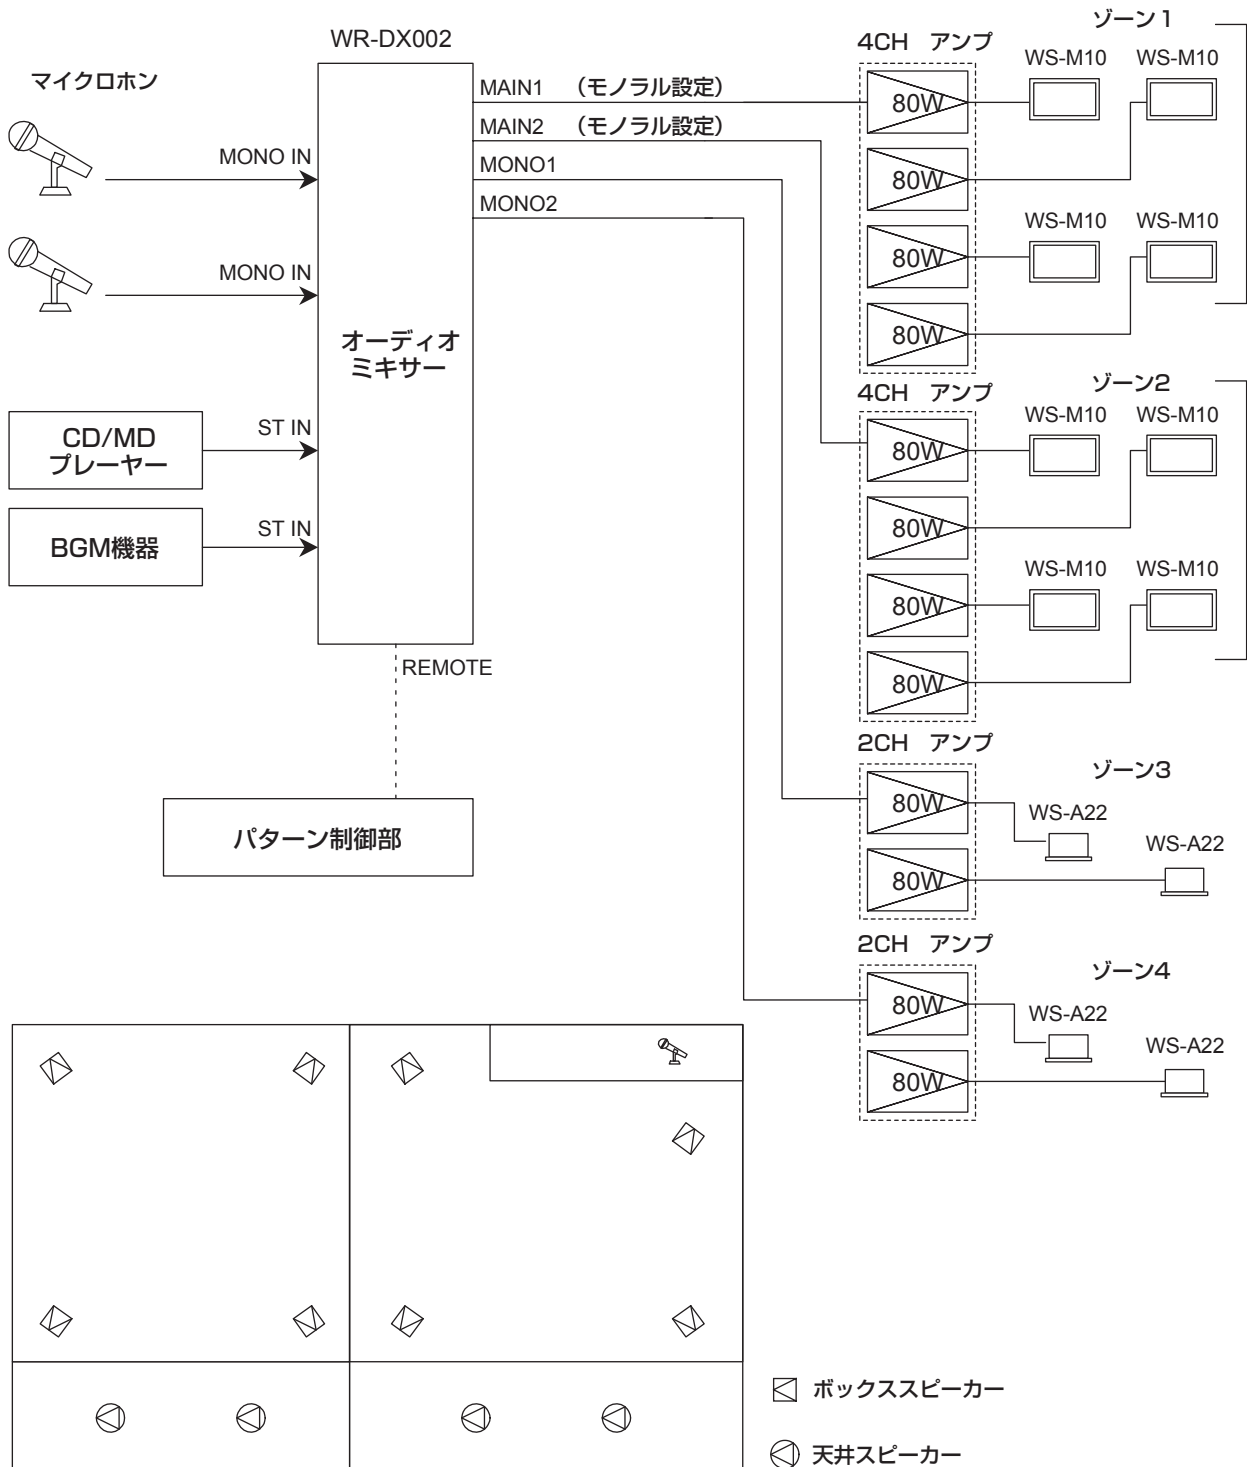 WR-DX002
マイクロホン
MONO IN
MONO IN
オーディオ
ミキサー
CD/MD
プレーヤー
ST IN
BGM機器
ST IN
REMOTE
パターン制御部
MAIN1 (モノラル設定)
MAIN2 (モノラル設定)
MONO1
MONO2
4CH アンプ
80W
80W
80W
80W
ゾーン1
WS-M10 WS-M10
WS-M10 WS-M10
4CH アンプ
80W
80W
80W
80W
ゾーン2
WS-M10 WS-M10
WS-M10 WS-M10
2CH アンプ
80W
80W
ゾーン3
WS-A22
WS-A22
2CH アンプ
80W
80W
ゾーン4
WS-A22
WS-A22
ボックススピーカー
天井スピーカー